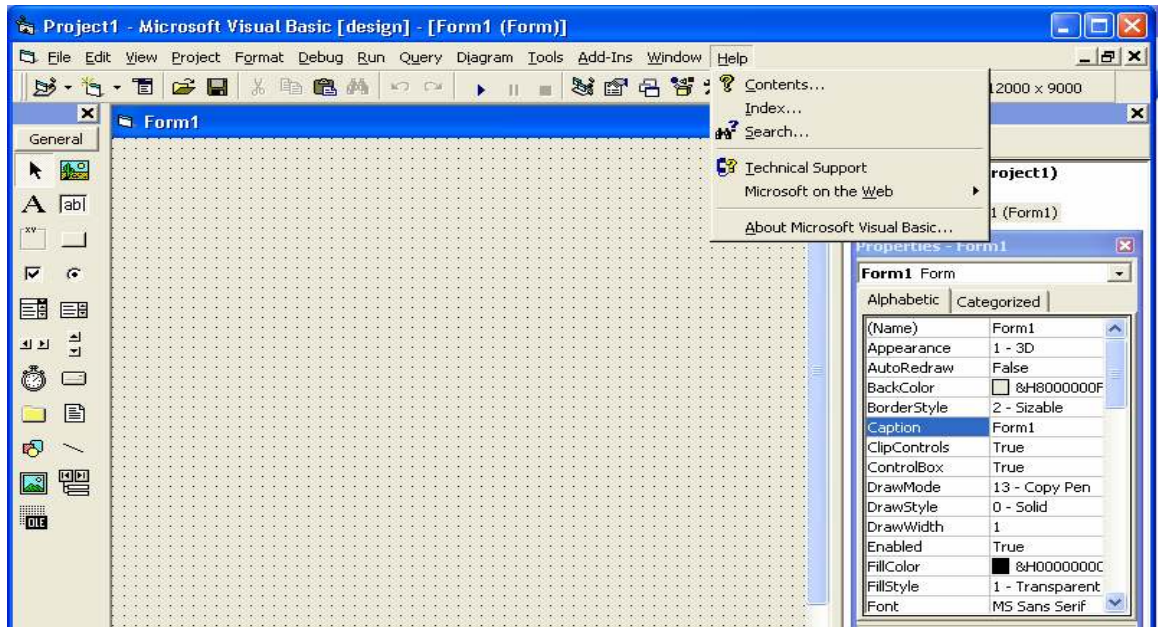 Project1 - Microsoft Visual Basic [design] - [Form1 (Form)]
File Edit View Project Format Debug Run Query Diagram Tools Add-Ins Window Help
12000 x 9000
General
Form1
Contents...
Index...
Search...
Technical Support
Microsoft on the Web
About Microsoft Visual Basic...
roject1)
1 (Form1)
A
ab
xy
OLE
Properties - Form1
Form1 Form
Alphabetic Categorized
(Name) Form1
Appearance 1 - 3D
AutoRedraw False
BackColor &H8000000F
BorderStyle 2 - Sizable
Caption Form1
ClipControls True
ControlBox True
DrawMode 13 - Copy Pen
DrawStyle 0 - Solid
DrawWidth 1
Enabled True
FillColor &H0000000
FillStyle 1 - Transparent
Font MS Sans Serif